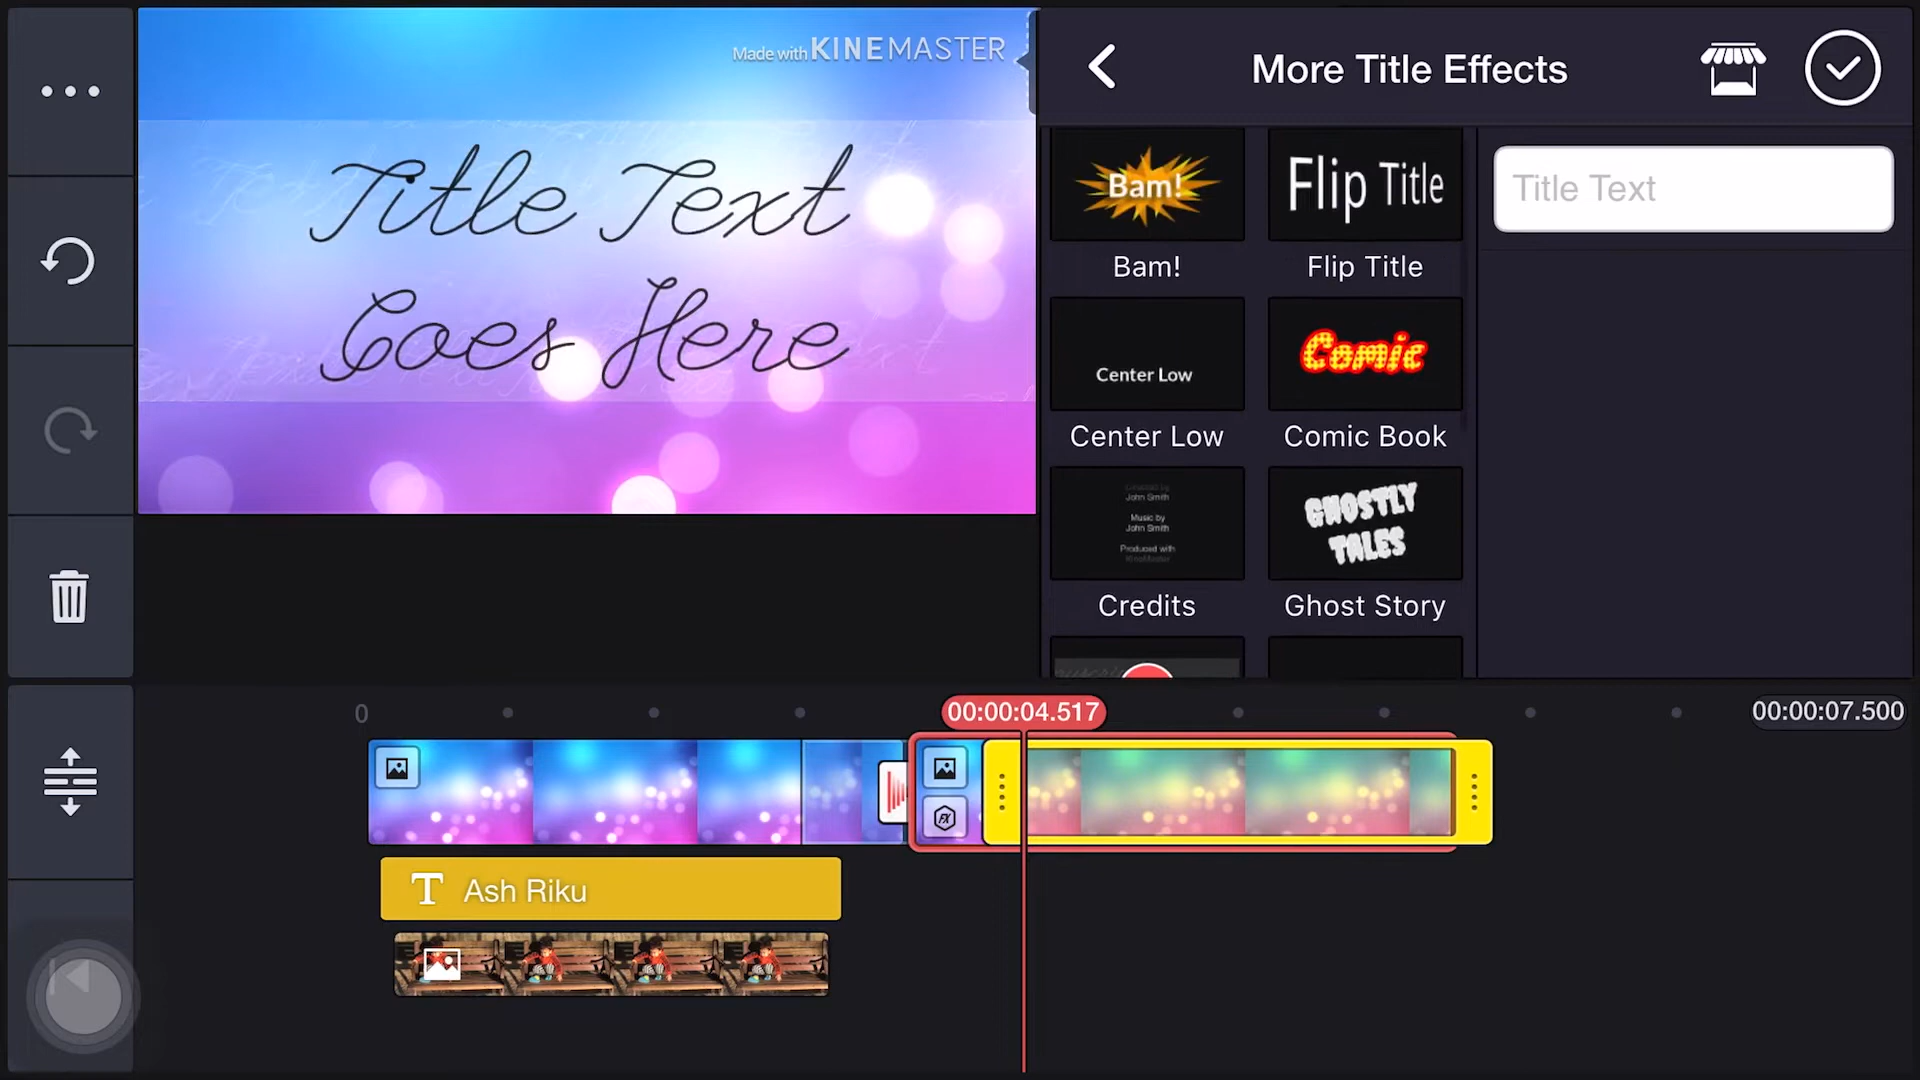 Made with KINEMASTER
Title Text
Goes Here
More Title Effects
Title Text
Bam!
Flip Title
Bam!
Flip Title
Center Low
Comic
Center Low
Comic Book
John Smith
Music by
John Smith
Produced with
KineMaster
GHOSTLY
TALES
Credits
Ghost Story
0
00:00:04.517
00:00:07.500
FX
T Ash Riku